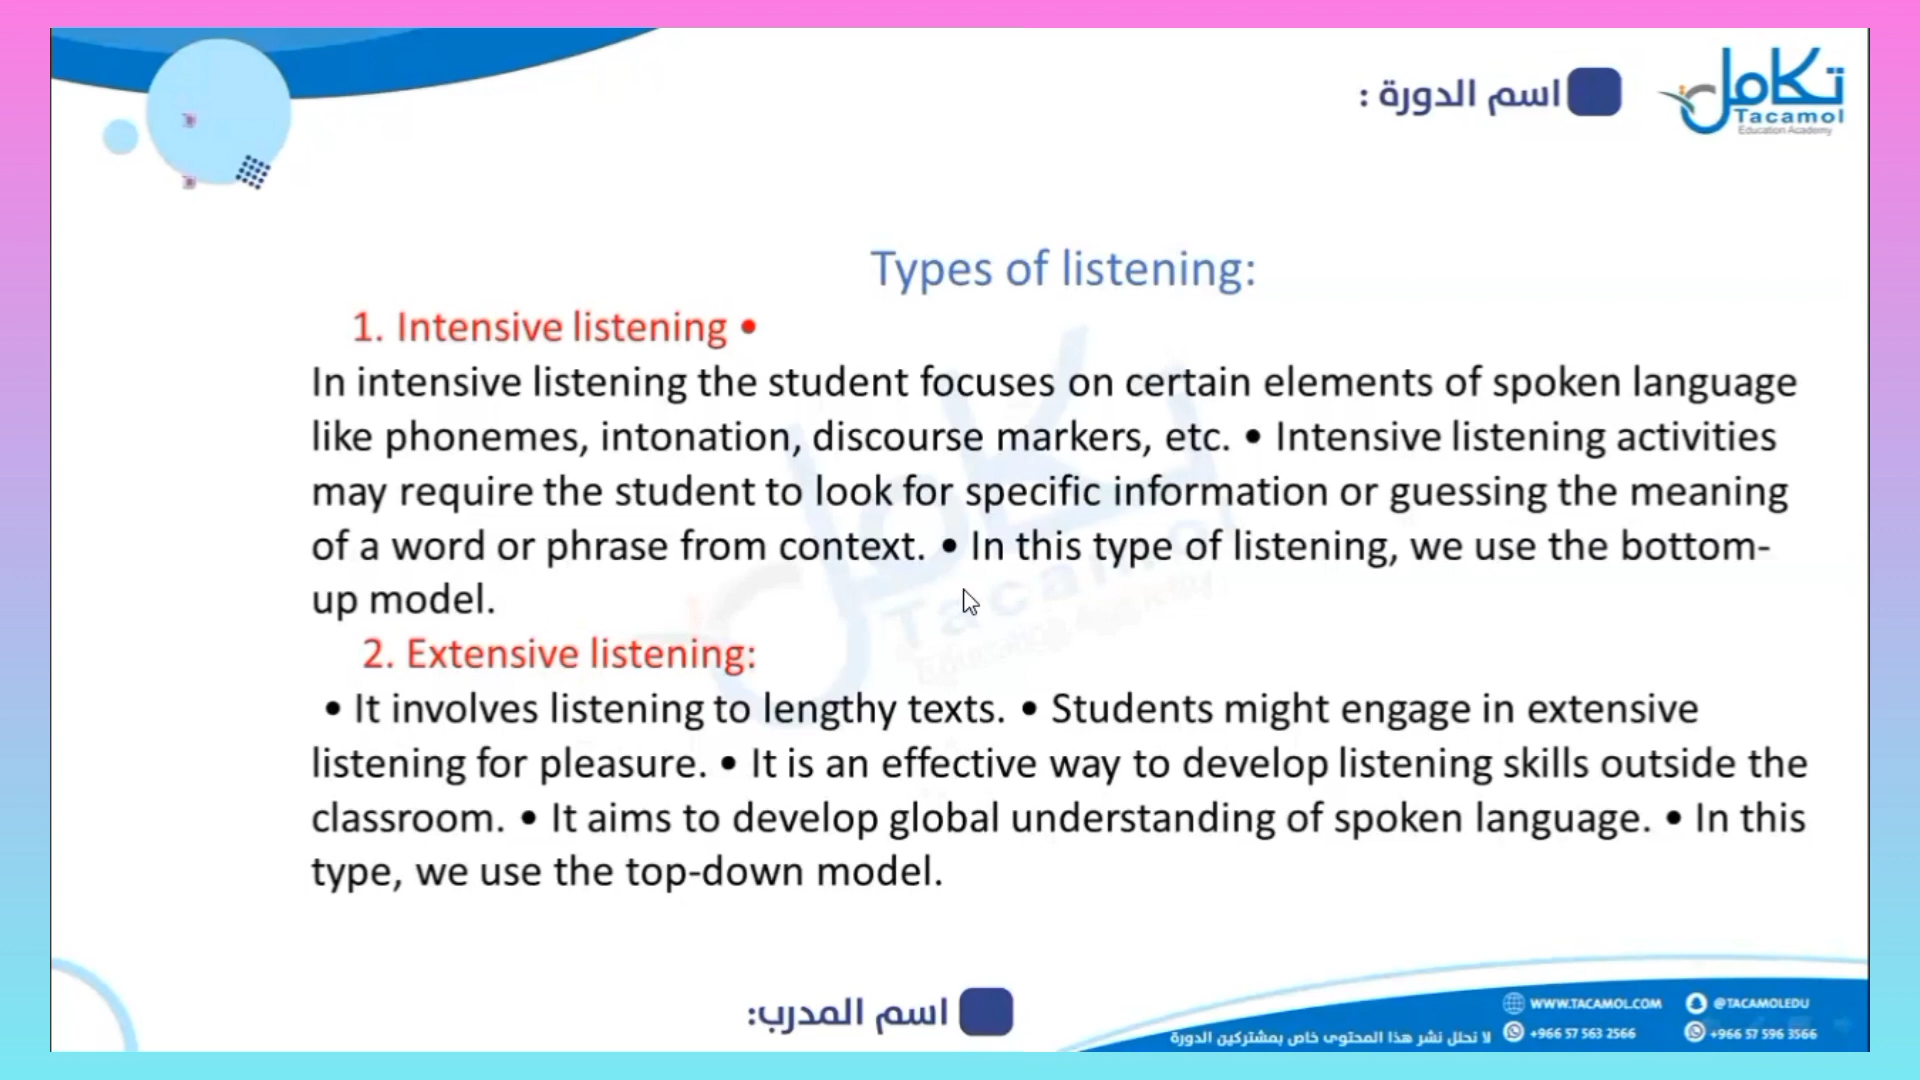 اسم الدورة :
تكامل
Tacamol
Education Academy
Types of listening:
1. Intensive listening •
In intensive listening the student focuses on certain elements of spoken language
like phonemes, intonation, discourse markers, etc. • Intensive listening activities
may require the student to look for specific information or guessing the meaning
of a word or phrase from context. • In this type of listening, we use the bottom-
up model.
2. Extensive listening:
• It involves listening to lengthy texts. • Students might engage in extensive
listening for pleasure. • It is an effective way to develop listening skills outside the
classroom. • It aims to develop global understanding of spoken language. • In this
type, we use the top-down model.
اسم المدرب:
WWW.TACAMOL.COM @TACAMOLEDU
لا نحلل نشر هذا المحتوى خاص بمشتركين الدورة +966 57 563 2566 +966 57 596 3566